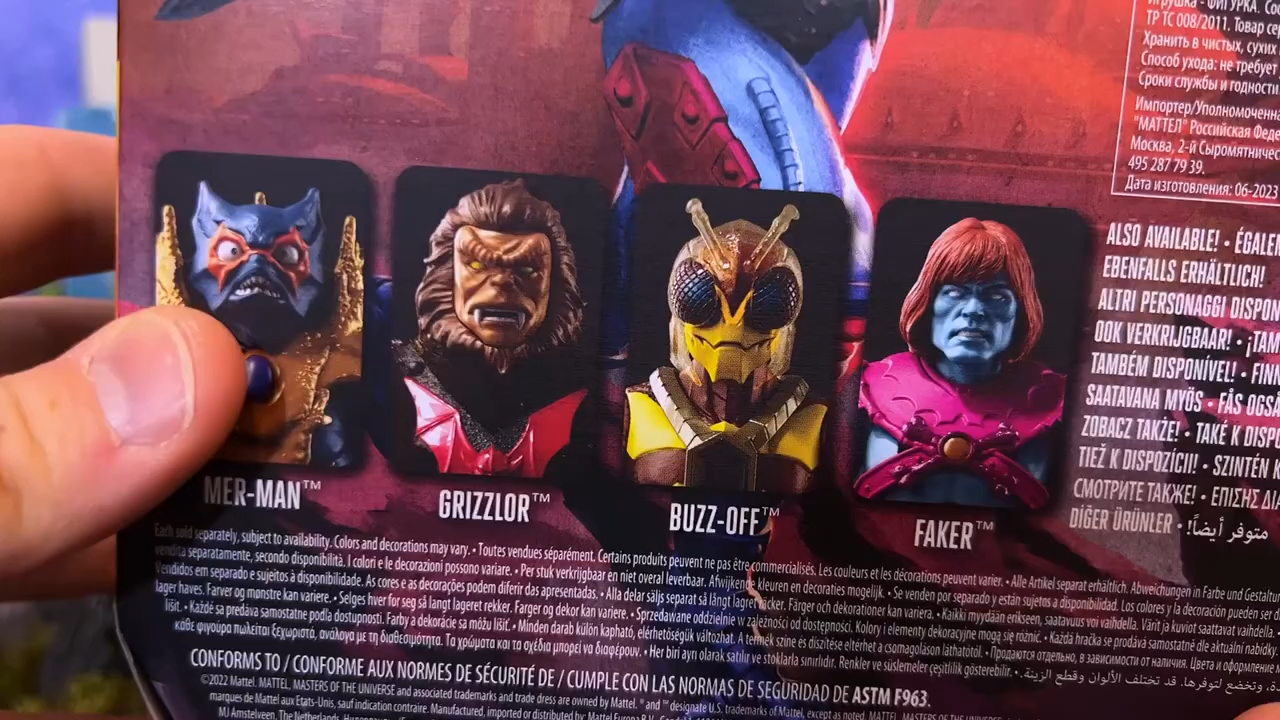 Игрушка - ФИГУРКА.
ТР ТС 008/2011. Товар
Хранить в чистых, сухих
Способ ухода: не требует
Сроки службы и годности
Импортер/Уполномоченна
"МАТТЕЛ" Российская Феде
Москва, 2-й Сыромятничес
495 287 79 39.
Дата изготовления: 06-2023
ALSO AVAILABLE! • ÉGALE
EBENFALLS ERHÄLTLICH!
ALTRI PERSONAGGI DISPON
OOK VERKRIJGBAAR! • ¡TAM
TAMBÉM DISPONÍVEL! • FINN
SAATAVANA MYÖS • FÅS OGSÅ
ZOBACZ TAKŻE! • TAKÉ K DISPO
TIEŽ K DISPOZÍCII! • SZINTÉN K
СМОТРИТЕ ТАКЖЕ! • ΕΠΙΣΗΣ ΔΙΑ
DİĞER ÜRÜNLER • متوفر أيضاً!
MER-MAN™
GRIZZLOR™
BUZZ-OFF™
FAKER™
Each sold separately, subject to availability. Colors and decorations may vary. • Toutes vendues séparément. Certains produits peuvent ne pas être commercialisés. Les couleurs et les décorations peuvent varier. • Alle Artikel separat erhältlich. Abweichungen in Farbe und Gestaltung
vendita separatamente, secondo disponibilità. I colori e le decorazioni possono variare. • Per stuk verkrijgbaar en niet overal leverbaar. Afwijkende kleuren en decoraties mogelijk. • Se venden por separado y están sujetos a disponibilidad. Los colores y la decoración pueden ser
Vendidos em separado e sujeitos à disponibilidade. As cores e as decorações podem diferir das apresentadas. • Alla delar säljs separat så långt lagret räcker. Färger och dekorationer kan variera. • Kaikki myydään erikseen, saatavuus voi vaihdella. Värit ja kuviot saattavat vaihdella.
lager haves. Farver og mønstre kan variere. • Selges hver for seg så langt lageret rekker. Farger og dekor kan variere. • Sprzedawane oddzielnie w zależności od dostępności. Kolory i elementy dekoracyjne mogą się różnić. • Každá hračka se prodává samostatně dle aktuální nabídky.
lišit. • Každé sa predáva samostatne podľa dostupnosti. Farby a dekorácie sa môžu líšiť. • Minden darab külön kapható, elérhetőségük változhat. A termék színe és díszítése eltérhet a csomagoláson láthatótól. • Продаются отдельно, в зависимости от наличия. Цвета и оформление
κάθε φιγούρα πωλείται ξεχωριστά, ανάλογα με τη διαθεσιμότητα. Τα χρώματα και τα σχέδια μπορεί να διαφέρουν. • Her biri ayrı olarak satılır ve stoklarla sınırlıdır. Renkler ve süslemeler çeşitlilik gösterebilir. • وتخضع لتوفرها. قد تختلف الألوان وقطع الزينة.
CONFORMS TO / CONFORME AUX NORMES DE SÉCURITÉ DE / CUMPLE CON LAS NORMAS DE SEGURIDAD DE ASTM F963.
©2022 Mattel. MATTEL, MASTERS OF THE UNIVERSE and associated trademarks and trade dress are owned by Mattel. ® and ™ designate U.S. trademarks of Mattel, except as noted. MATTEL, MASTERS OF THE UNIVERSE
marques de Mattel aux États-Unis, sauf indication contraire. Manufactured, imported or distributed by: Mattel Europa B.V.,
MJ Amstelveen, The Netherlands.